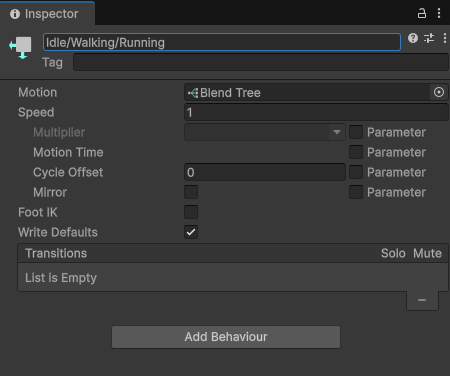 Inspector
Idle/Walking/Running
Tag
Motion Blend Tree
Speed 1
Multiplier Parameter
Motion Time Parameter
Cycle Offset 0 Parameter
Mirror Parameter
Foot IK
Write Defaults
Transitions Solo Mute
List is Empty
Add Behaviour